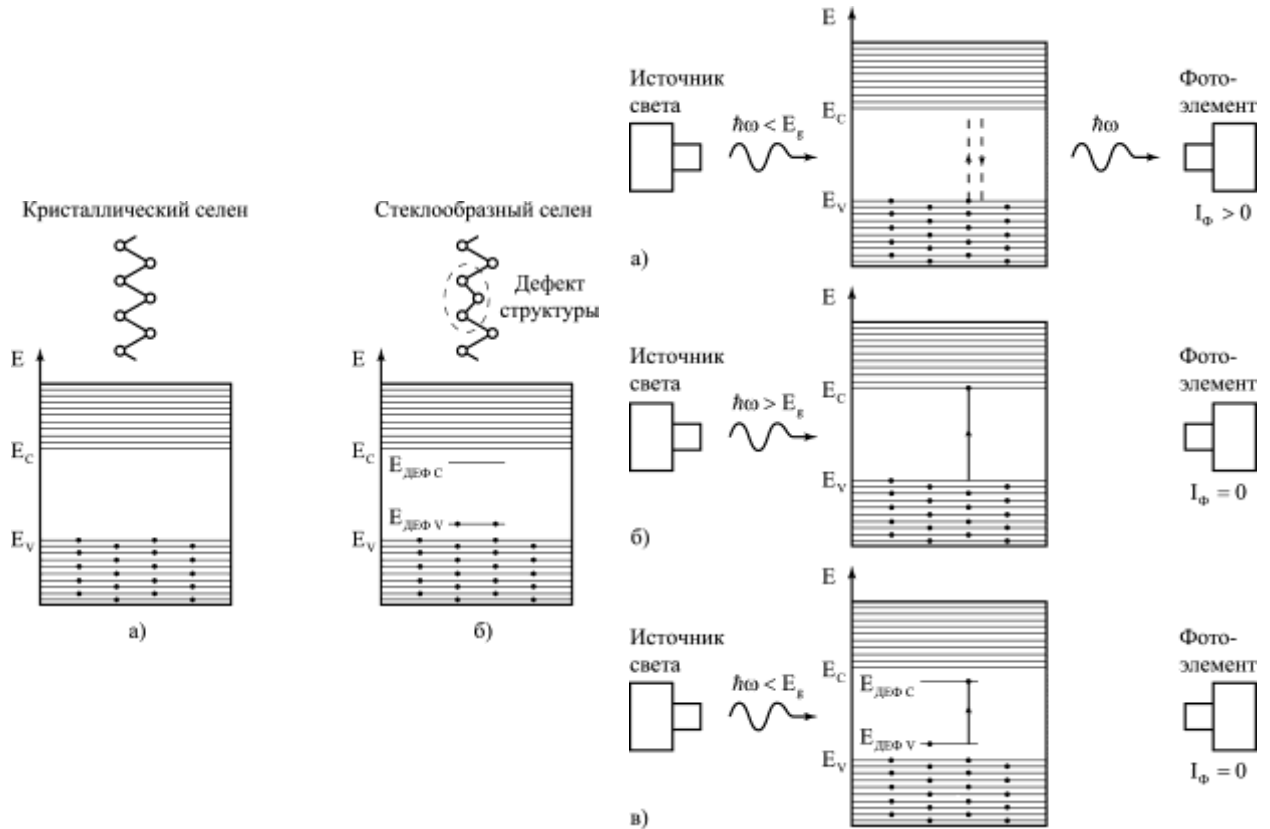 Кристаллический селен
E
E_C
E_V
а)
Стеклообразный селен
Дефект
структуры
E
E_C
E_ДЕФ C
E_ДЕФ V
E_V
б)
Источник
света
ħω < E_g
E
E_C
E_V
ħω
Фото-
элемент
I_Ф > 0
а)
Источник
света
ħω > E_g
E
E_C
E_V
Фото-
элемент
I_Ф = 0
б)
Источник
света
ħω < E_g
E
E_C
E_ДЕФ C
E_ДЕФ V
E_V
Фото-
элемент
I_Ф = 0
в)